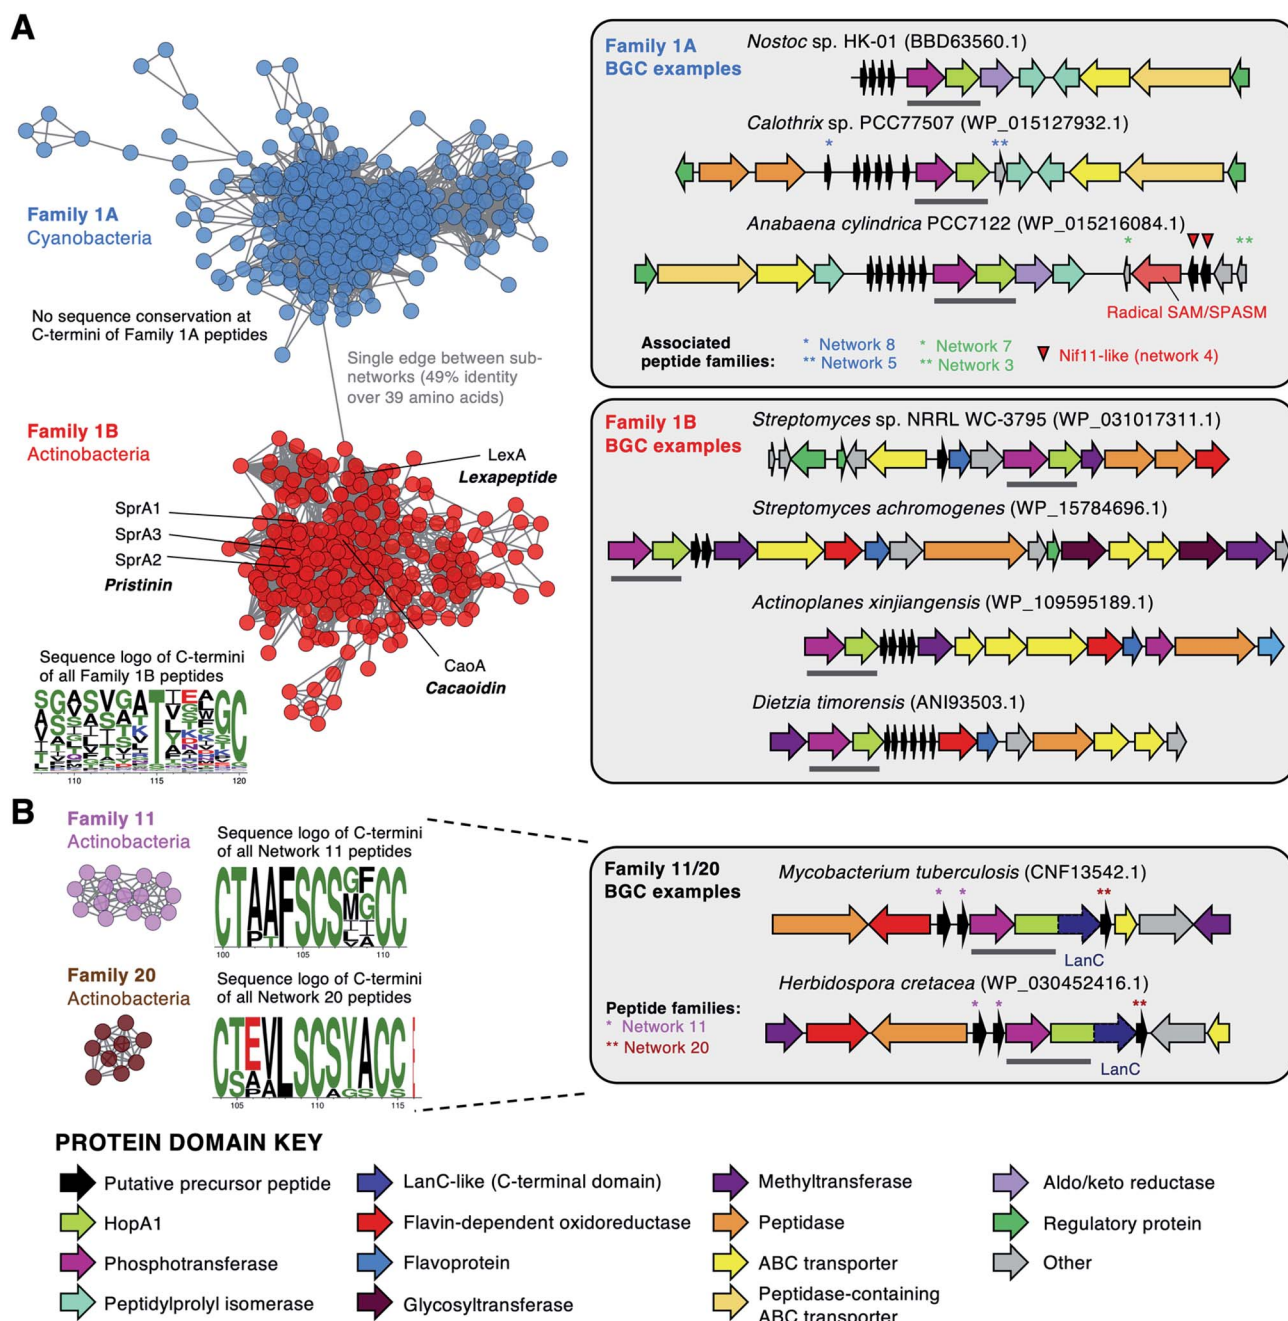 A
Family 1A
Cyanobacteria
No sequence conservation at
C-termini of Family 1A peptides
Single edge between sub-
networks (49% identity
over 39 amino acids)
Family 1B
Actinobacteria
LexA
Lexapeptide
SprA1
SprA3
SprA2
Pristinin
CaoA
Cacaoidin
Sequence logo of C-termini
of all Family 1B peptides
110 115 120
Family 1A
BGC examples
Nostoc sp. HK-01 (BBD63560.1)
Calothrix sp. PCC77507 (WP_015127932.1)
* **
Anabaena cylindrica PCC7122 (WP_015216084.1)
* **
Radical SAM/SPASM
Associated
peptide families:
* Network 8
** Network 5
* Network 7
** Network 3
Nif11-like (network 4)
Family 1B
BGC examples
Streptomyces sp. NRRL WC-3795 (WP_031017311.1)
Streptomyces achromogenes (WP_15784696.1)
Actinoplanes xinjiangensis (WP_109595189.1)
Dietzia timorensis (ANI93503.1)
B
Family 11
Actinobacteria
Sequence logo of C-termini
of all Network 11 peptides
100 105 110
Family 20
Actinobacteria
Sequence logo of C-termini
of all Network 20 peptides
105 110 115
Family 11/20
BGC examples
Mycobacterium tuberculosis (CNF13542.1)
* * **
LanC
Herbidospora cretacea (WP_030452416.1)
* * **
LanC
Peptide families:
* Network 11
** Network 20
PROTEIN DOMAIN KEY
Putative precursor peptide
HopA1
Phosphotransferase
Peptidylprolyl isomerase
LanC-like (C-terminal domain)
Flavin-dependent oxidoreductase
Flavoprotein
Glycosyltransferase
Methyltransferase
Peptidase
ABC transporter
Peptidase-containing
ABC transporter
Aldo/keto reductase
Regulatory protein
Other